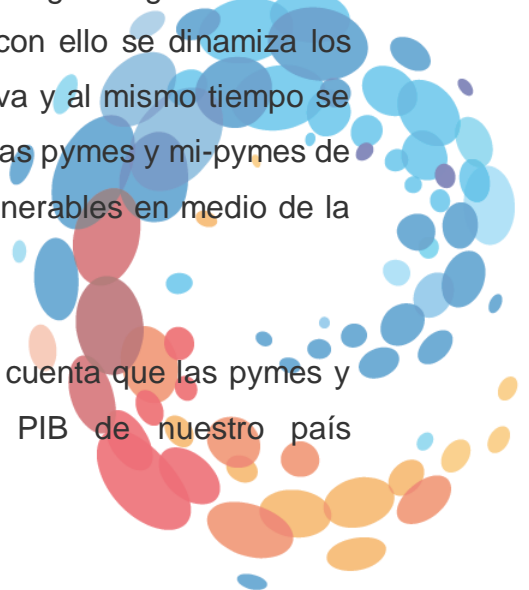 con ello se dinamiza los
va y al mismo tiempo se
as pymes y mi-pymes de
nerables en medio de la
cuenta que las pymes y
PIB de nuestro país